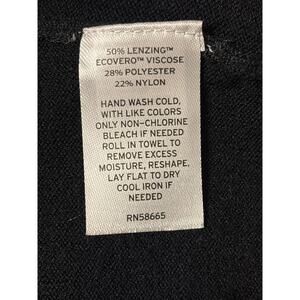 50% LENZING™
ECOVERO™ VISCOSE
28% POLYESTER
22% NYLON
HAND WASH COLD,
WITH LIKE COLORS
ONLY NON-CHLORINE
BLEACH IF NEEDED
ROLL IN TOWEL TO
REMOVE EXCESS
MOISTURE, RESHAPE.
LAY FLAT TO DRY
COOL IRON IF
NEEDED
RN58665